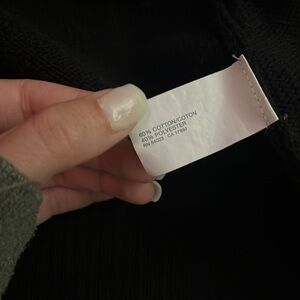 60% COTTON/COTON
40% POLYESTER
RN 54023 CA 17897